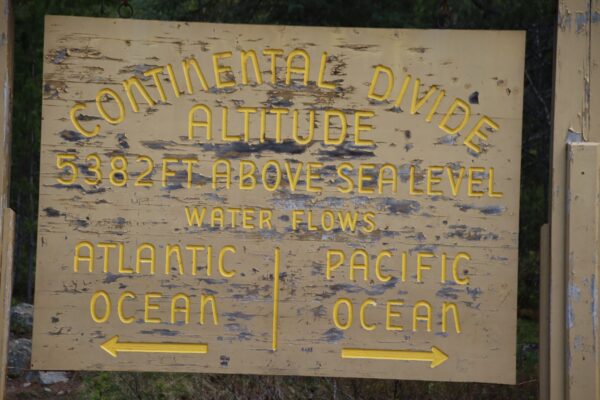 CONTINENTAL DIVIDE
ALTITUDE
5382 FT ABOVE SEA LEVEL
WATER FLOWS
ATLANTIC
OCEAN
PACIFIC
OCEAN